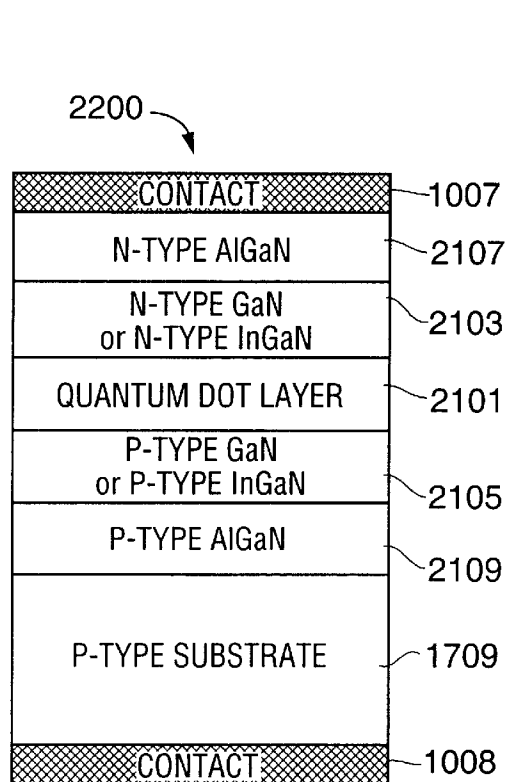 2200
CONTACT 1007
N-TYPE AlGaN 2107
N-TYPE GaN
or N-TYPE InGaN 2103
QUANTUM DOT LAYER 2101
P-TYPE GaN
or P-TYPE InGaN 2105
P-TYPE AlGaN 2109
P-TYPE SUBSTRATE 1709
CONTACT 1008